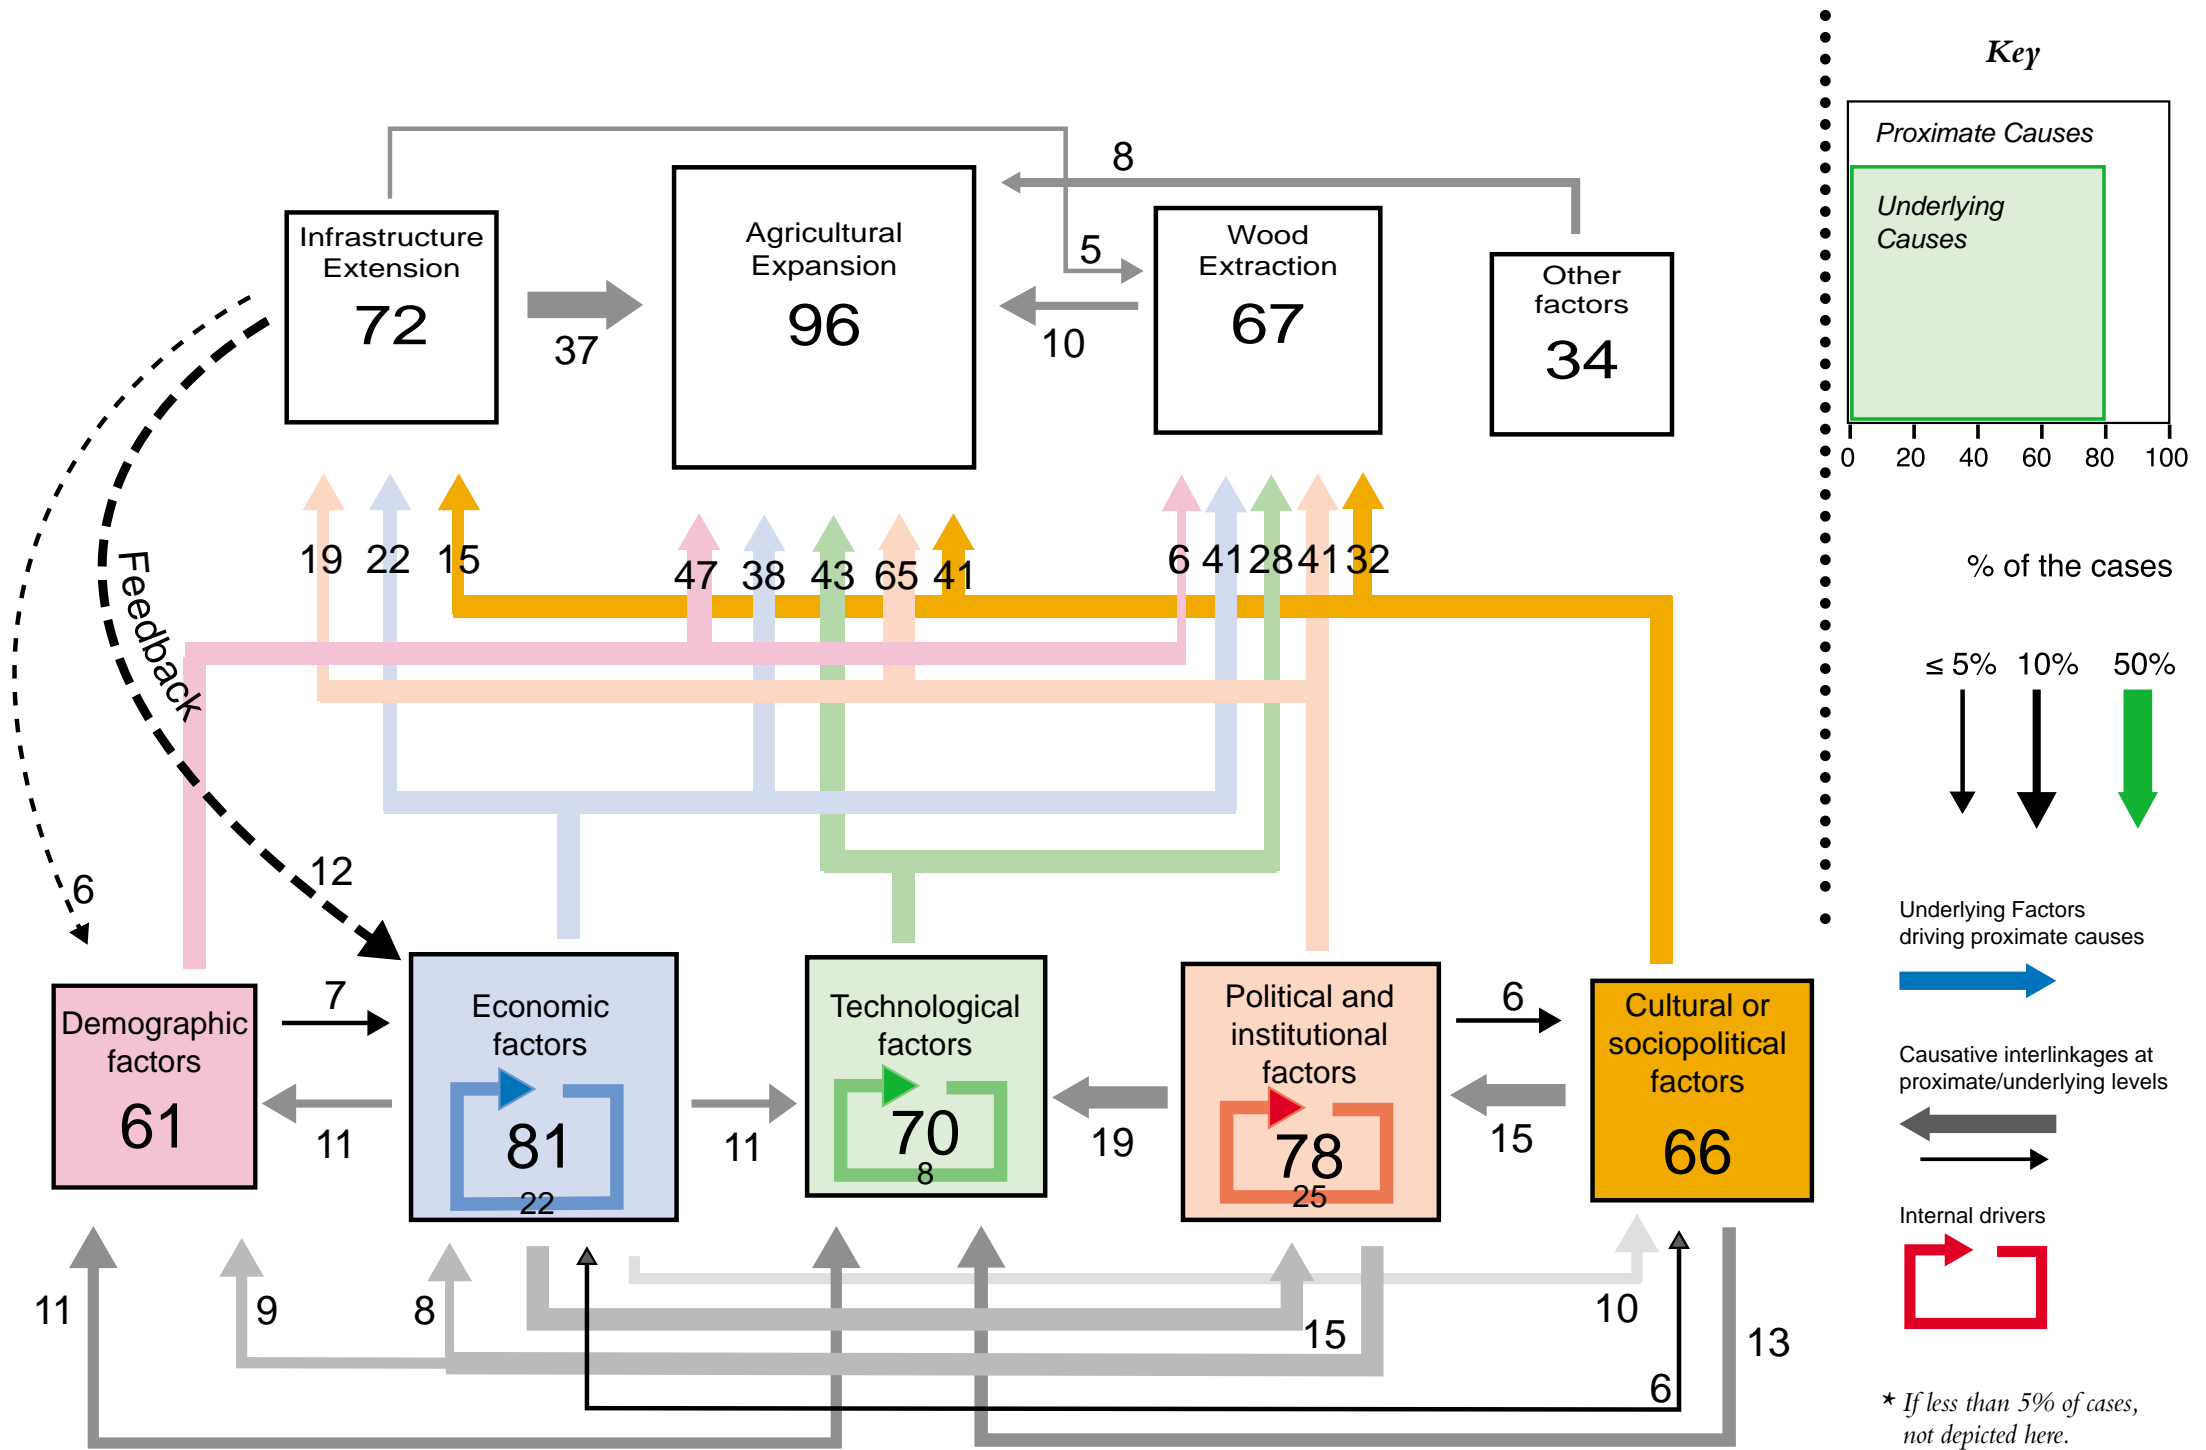 Key
Proximate Causes
Underlying
Causes
0 20 40 60 80 100
% of the cases
≤ 5% 10% 50%
Underlying Factors
driving proximate causes
Causative interlinkages at
proximate/underlying levels
Internal drivers
* If less than 5% of cases,
not depicted here.
8
5
Infrastructure
Extension
72
37
Agricultural
Expansion
96
10
Wood
Extraction
67
Other
factors
34
19 22 15
47 38 43 65 41
6 41 28 41 32
Feedback
6
12
Demographic
factors
61
7
11
Economic
factors
81
22
11
Technological
factors
70
8
19
Political and
institutional
factors
78
25
6
15
Cultural or
sociopolitical
factors
66
11
9
8
15
10
6
13